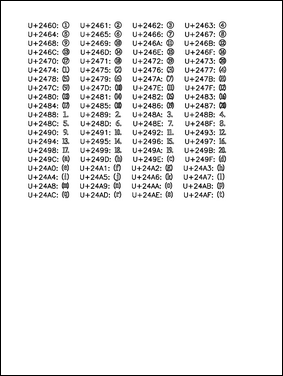 U+2460: ① U+2461: ② U+2462: ③ U+2463: ④
U+2464: ⑤ U+2465: ⑥ U+2466: ⑦ U+2467: ⑧
U+2468: ⑨ U+2469: ⑩ U+246A: ⑪ U+246B: ⑫
U+246C: ⑬ U+246D: ⑭ U+246E: ⑮ U+246F: ⑯
U+2470: ⑰ U+2471: ⑱ U+2472: ⑲ U+2473: ⑳
U+2474: ⑴ U+2475: ⑵ U+2476: ⑶ U+2477: ⑷
U+2478: ⑸ U+2479: ⑹ U+247A: ⑺ U+247B: ⑻
U+247C: ⑼ U+247D: ⑽ U+247E: ⑾ U+247F: ⑿
U+2480: ⒀ U+2481: ⒁ U+2482: ⒂ U+2483: ⒃
U+2484: ⒄ U+2485: ⒅ U+2486: ⒆ U+2487: ⒇
U+2488: ⒈ U+2489: ⒉ U+248A: ⒊ U+248B: ⒋
U+248C: ⒌ U+248D: ⒍ U+248E: ⒎ U+248F: ⒏
U+2490: ⒐ U+2491: ⒑ U+2492: ⒒ U+2493: ⒓
U+2494: ⒔ U+2495: ⒕ U+2496: ⒖ U+2497: ⒗
U+2498: ⒘ U+2499: ⒙ U+249A: ⒚ U+249B: ⒛
U+249C: ⒜ U+249D: ⒝ U+249E: ⒞ U+249F: ⒟
U+24A0: ⒠ U+24A1: ⒡ U+24A2: ⒢ U+24A3: ⒣
U+24A4: ⒤ U+24A5: ⒥ U+24A6: ⒦ U+24A7: ⒧
U+24A8: ⒨ U+24A9: ⒩ U+24AA: ⒪ U+24AB: ⒫
U+24AC: ⒬ U+24AD: ⒭ U+24AE: ⒮ U+24AF: ⒯